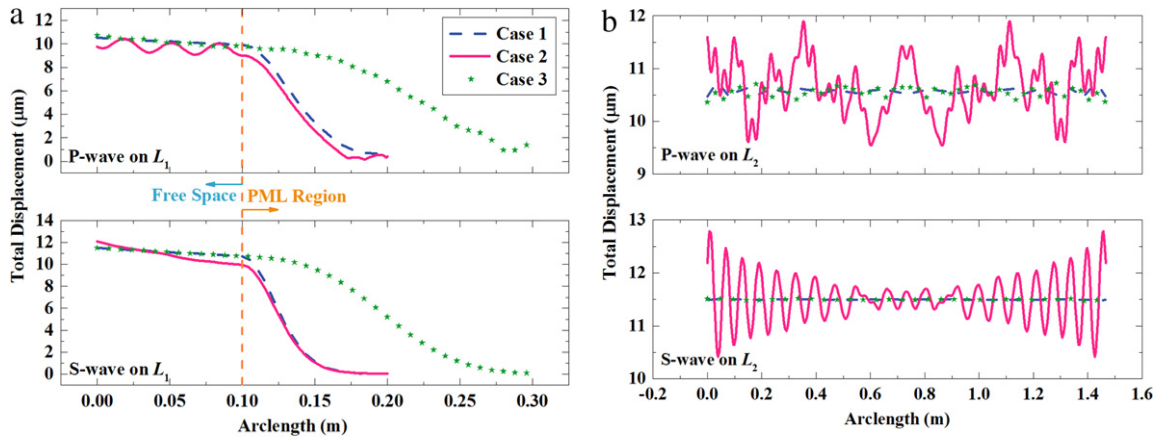 a
Total Displacement (μm)
12
10
8
6
4
2
0
P-wave on L1
Case 1
Case 2
Case 3
Free Space
PML Region
14
12
10
8
6
4
2
0
S-wave on L1
0.00 0.05 0.10 0.15 0.20 0.25 0.30
Arclength (m)
b
Total Displacement (μm)
12
11
10
9
P-wave on L2
13
12
11
10
S-wave on L2
-0.2 0.0 0.2 0.4 0.6 0.8 1.0 1.2 1.4 1.6
Arclength (m)